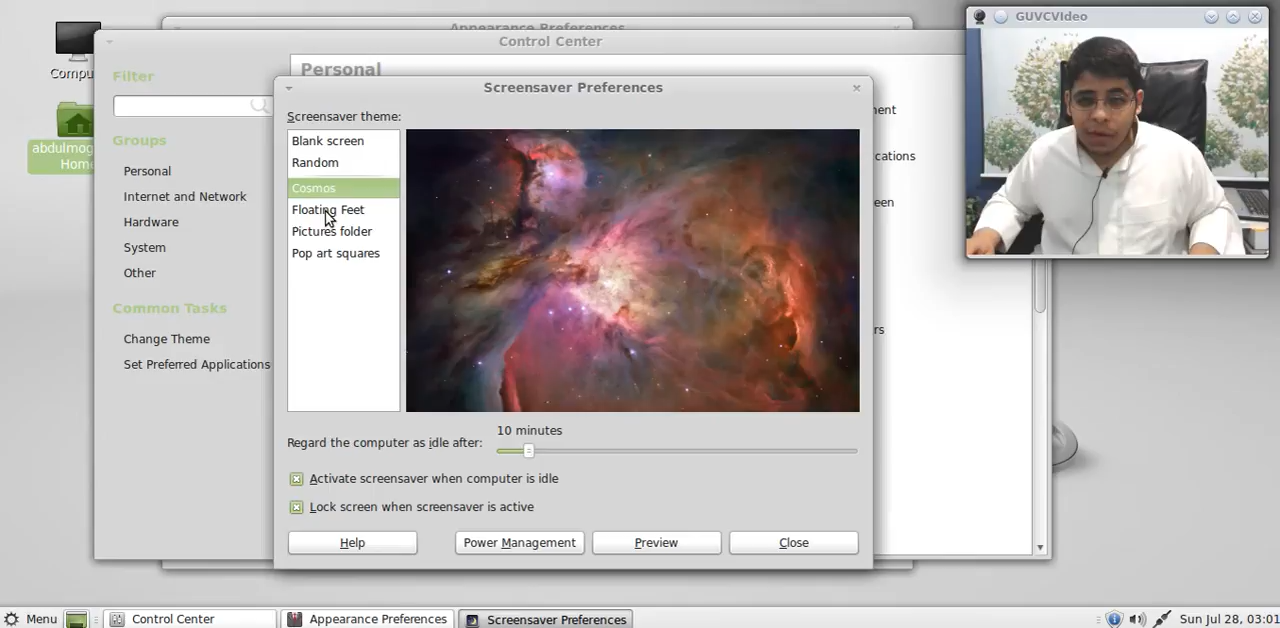 Appearance Preferences
Control Center
GUVCVIdeo
Compu
abdulmog
Home
Filter
Groups
Personal
Internet and Network
Hardware
System
Other
Common Tasks
Change Theme
Set Preferred Applications
Personal
ment
ications
een
rs
Screensaver Preferences
Screensaver theme:
Blank screen
Random
Cosmos
Floating Feet
Pictures folder
Pop art squares
10 minutes
Regard the computer as idle after:
Activate screensaver when computer is idle
Lock screen when screensaver is active
Help
Power Management
Preview
Close
Menu
Control Center
Appearance Preferences
Screensaver Preferences
Sun Jul 28, 03:01